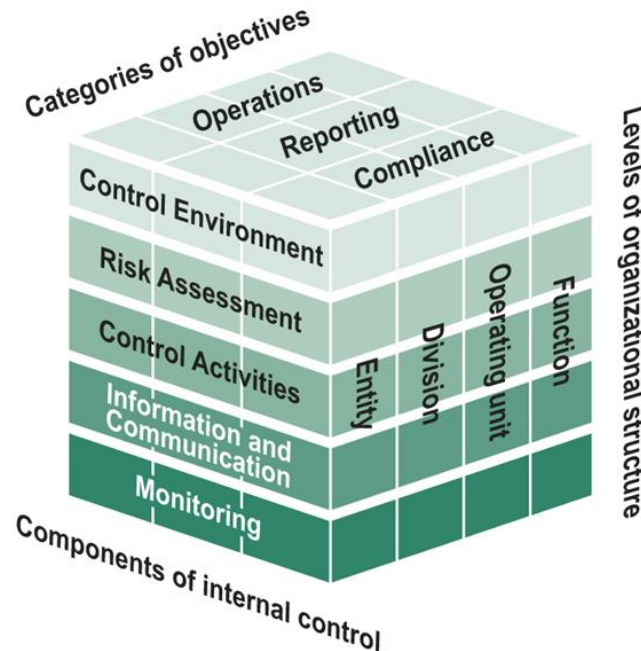 Categories of objectives
Operations
Reporting
Compliance
Control Environment
Risk Assessment
Control Activities
Information and
Communication
Monitoring
Components of internal control
Entity
Division
Operating unit
Function
Levels of organizational structure